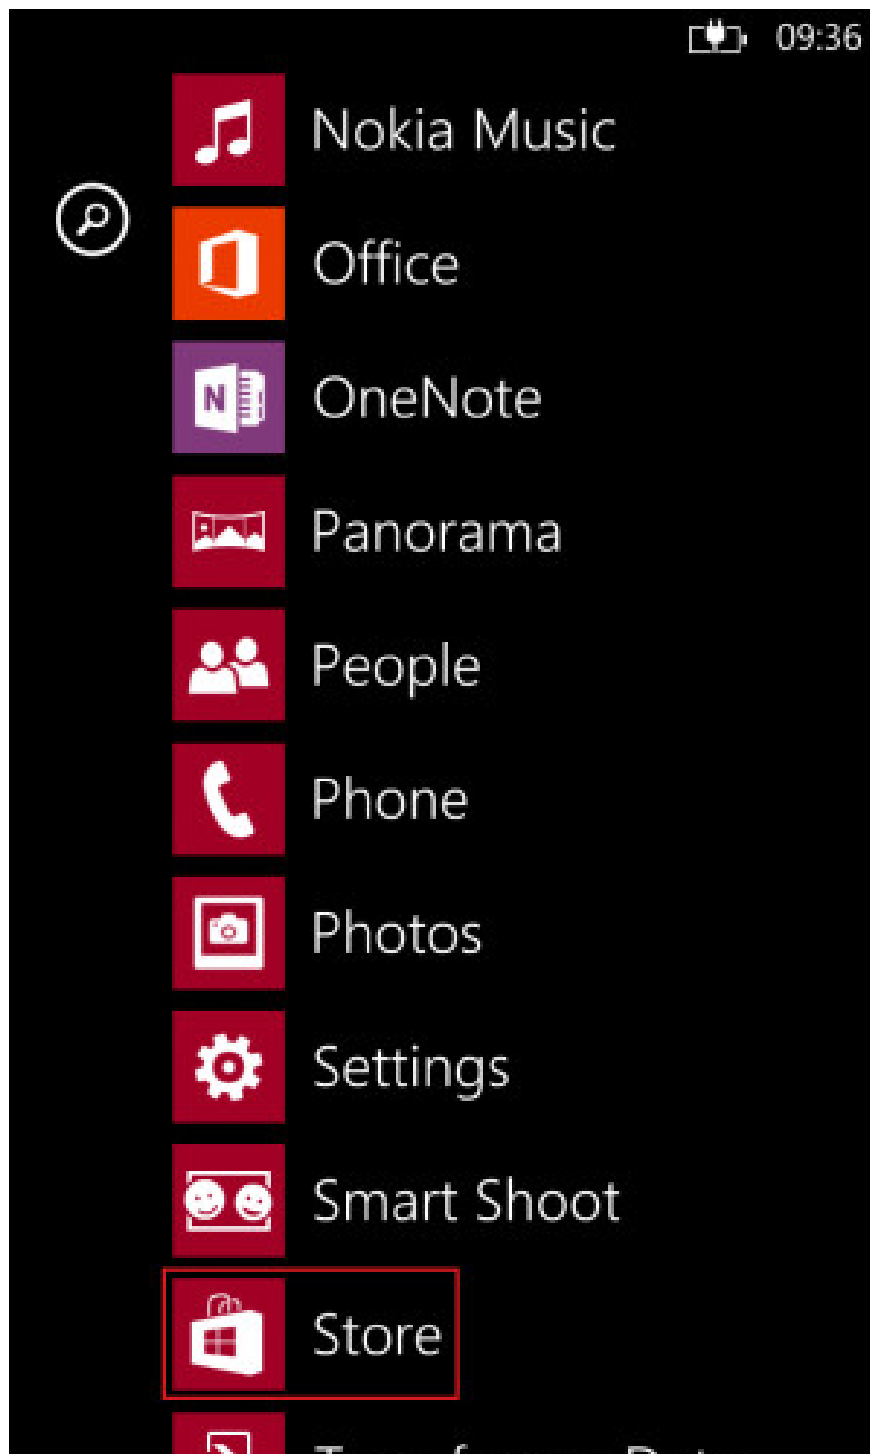 09:36
Nokia Music
Office
N
OneNote
Panorama
People
Phone
Photos
Settings
Smart Shoot
Store